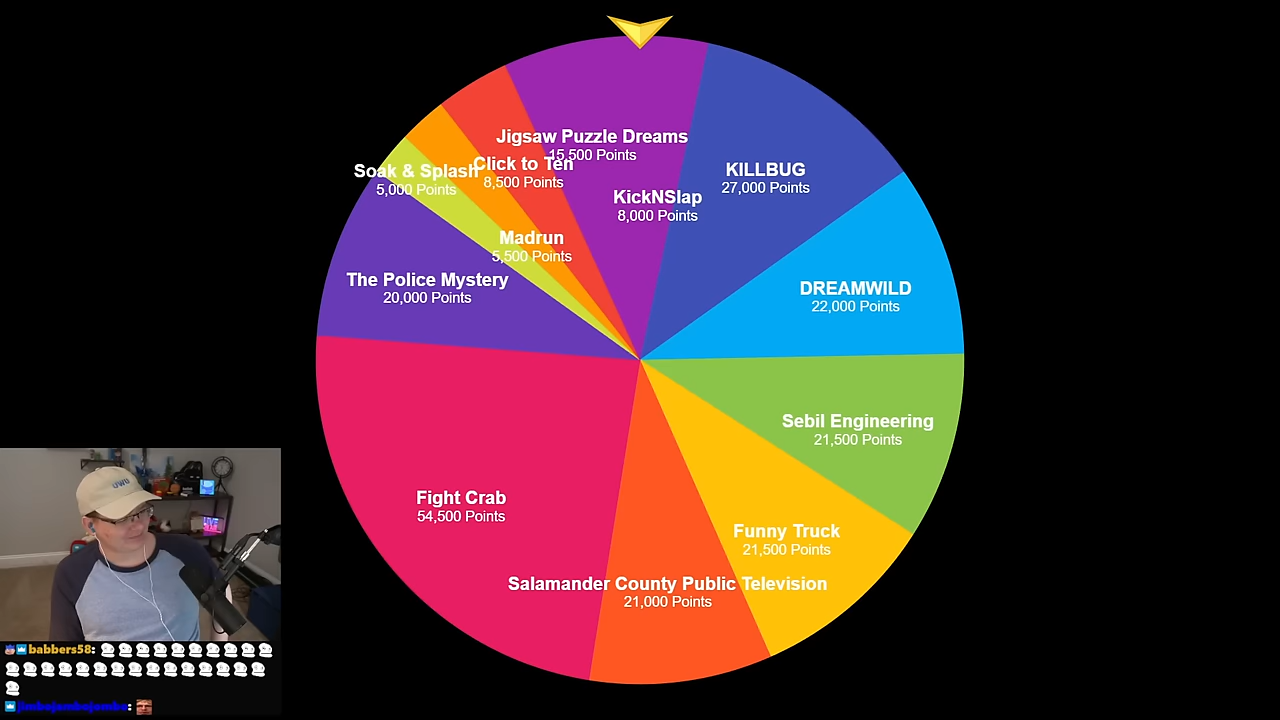 Jigsaw Puzzle Dreams
15,500 Points
KILLBUG
27,000 Points
Soak & Splash
5,000 Points
Click to Ten
8,500 Points
KickNSlap
8,000 Points
Madrun
5,500 Points
The Police Mystery
20,000 Points
DREAMWILD
22,000 Points
Sebil Engineering
21,500 Points
Fight Crab
54,500 Points
Funny Truck
21,500 Points
Salamander County Public Television
21,000 Points
UWU
LIVE
babbers58:
jimbojambojambo: